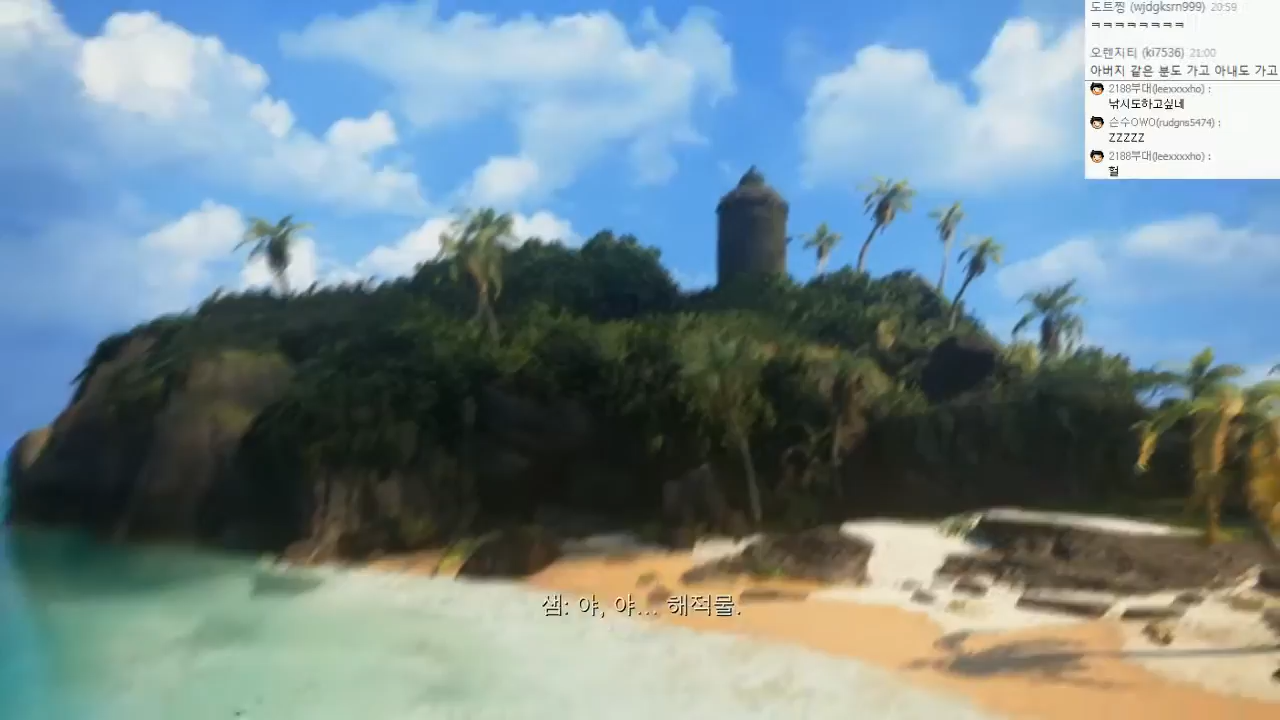 도트찡 (wjdgksrn999) 20:59
ㅋㅋㅋㅋㅋㅋㅋㅋ
오렌지티 (ki7536) 21:00
아버지 같은 분도 가고 아내도 가고
2188부대(leexxxxho) :
낚시도하고싶네
슨수OWO(rudgns5474) :
ZZZZZ
2188부대(leexxxxho) :
헐
샘: 야, 야... 해적물.